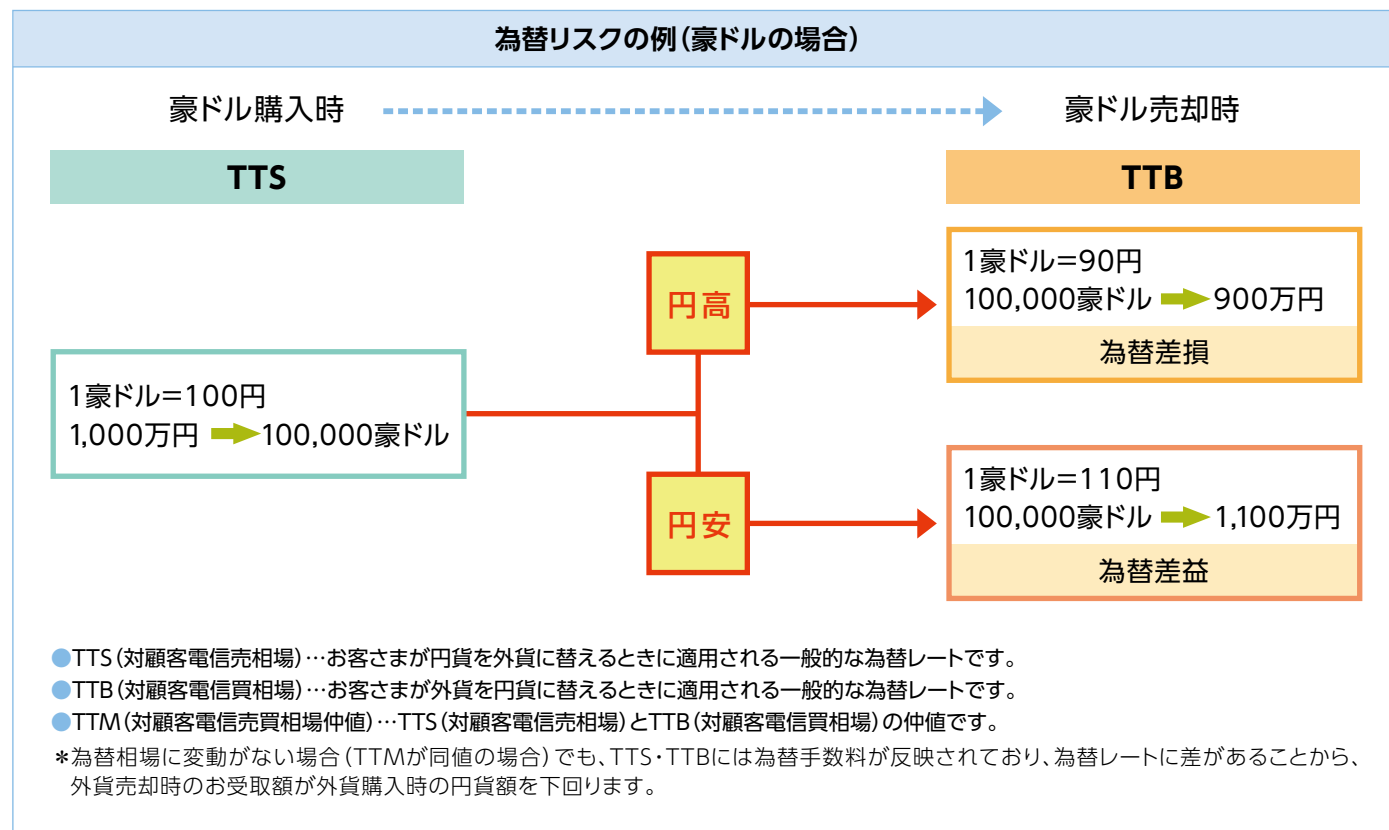 為替リスクの例(豪ドルの場合)
豪ドル購入時
豪ドル売却時
TTS
TTB
1豪ドル=100円
1,000万円
100,000豪ドル
円高
1豪ドル=90円
100,000豪ドル
900万円
為替差損
円安
1豪ドル=110円
100,000豪ドル
1,100万円
為替差益
●TTS(対顧客電信売相場)…お客さまが円貨を外貨に替えるときに適用される一般的な為替レートです。
●TTB(対顧客電信買相場)…お客さまが外貨を円貨に替えるときに適用される一般的な為替レートです。
●TTM(対顧客電信売買相場仲値)…TTS(対顧客電信売相場)とTTB(対顧客電信買相場)の仲値です。
*為替相場に変動がない場合(TTMが同値の場合)でも、TTS・TTBには為替手数料が反映されており、為替レートに差があることから、
外貨売却時のお受取額が外貨購入時の円貨額を下回ります。